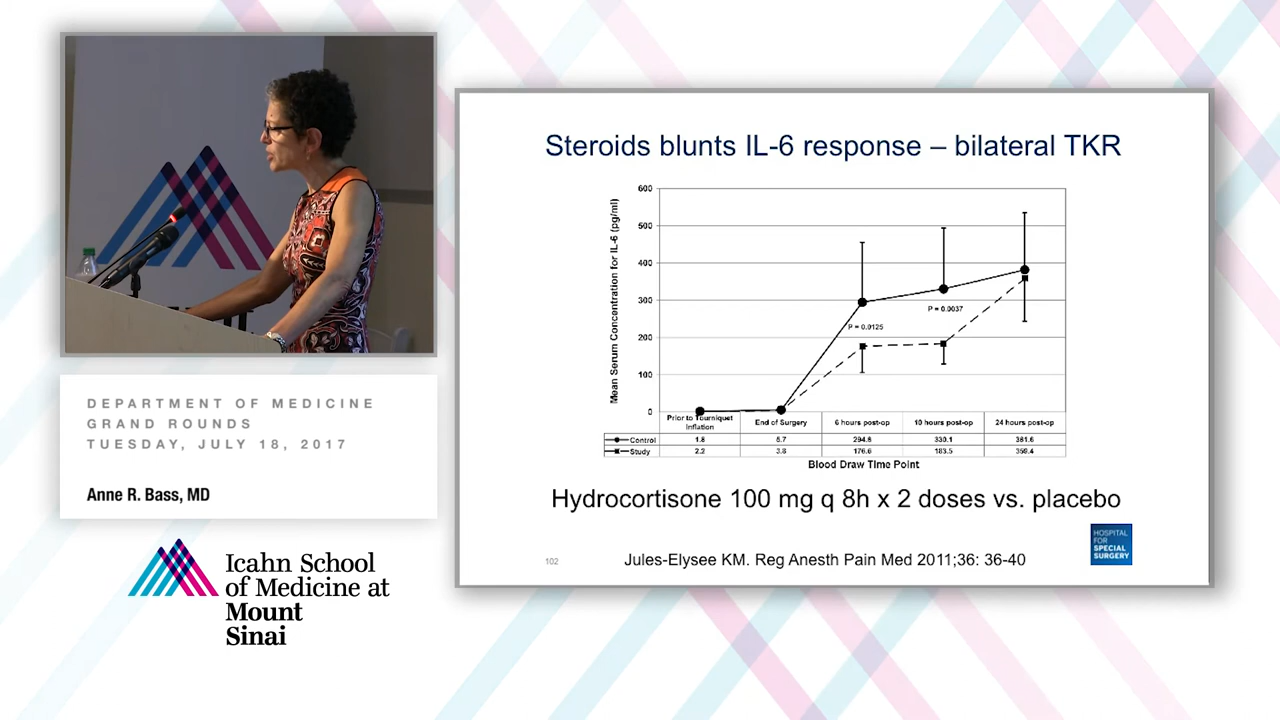 DEPARTMENT OF MEDICINE
GRAND ROUNDS
TUESDAY, JULY 18, 2017
Anne R. Bass, MD
Icahn School
of Medicine at
Mount
Sinai
Steroids blunts IL-6 response – bilateral TKR
Mean Serum Concentration for IL-6 (pg/ml)
600
500
400
300
200
100
0
P = 0.0125
P = 0.0037
Prior to Tourniquet
Inflation
End of Surgery
6 hours post-op
10 hours post-op
24 hours post-op
Control 1.8 5.7 294.6 330.1 381.6
Study 2.2 3.8 176.6 183.5 359.4
Blood Draw Time Point
Hydrocortisone 100 mg q 8h x 2 doses vs. placebo
102
Jules-Elysee KM. Reg Anesth Pain Med 2011;36: 36-40
HOSPITAL
FOR
SPECIAL
SURGERY